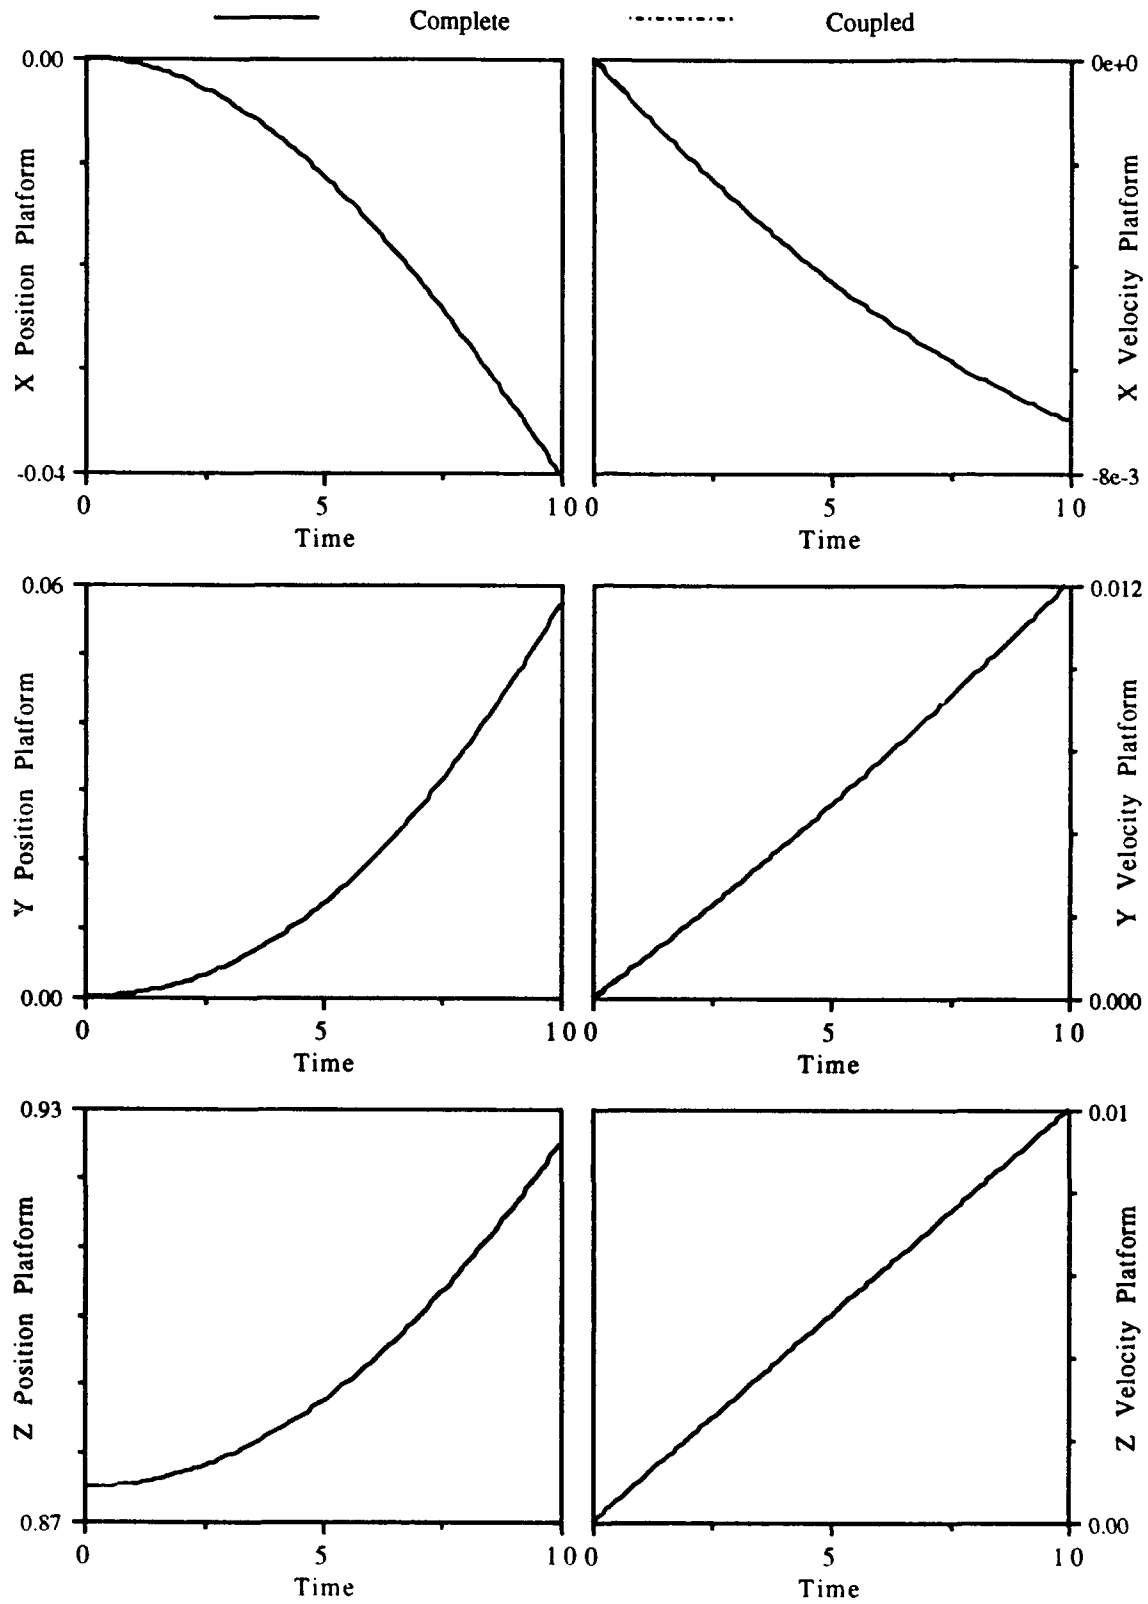 Complete Coupled
0.00 0e+0
X Position Platform
X Velocity Platform
-0.04 -8e-3
0 5 10 0 5 10
Time Time
0.06 0.012
Y Position Platform
Y Velocity Platform
0.00 0.000
0 5 10 0 5 10
Time Time
0.93 0.01
Z Position Platform
Z Velocity Platform
0.87 0.00
0 5 10 0 5 10
Time Time